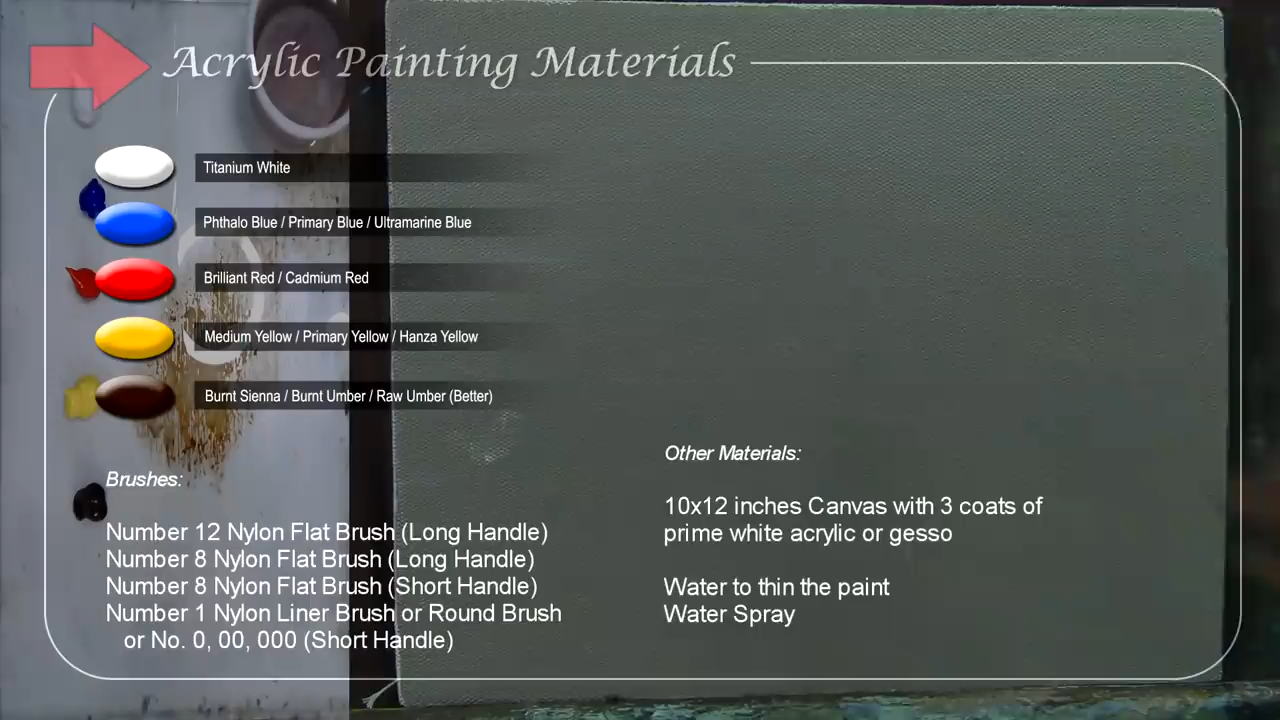 Acrylic Painting Materials
Titanium White
Phthalo Blue / Primary Blue / Ultramarine Blue
Brilliant Red / Cadmium Red
Medium Yellow / Primary Yellow / Hanza Yellow
Burnt Sienna / Burnt Umber / Raw Umber (Better)
Brushes:
Number 12 Nylon Flat Brush (Long Handle)
Number 8 Nylon Flat Brush (Long Handle)
Number 8 Nylon Flat Brush (Short Handle)
Number 1 Nylon Liner Brush or Round Brush
or No. 0, 00, 000 (Short Handle)
Other Materials:
10x12 inches Canvas with 3 coats of
prime white acrylic or gesso
Water to thin the paint
Water Spray